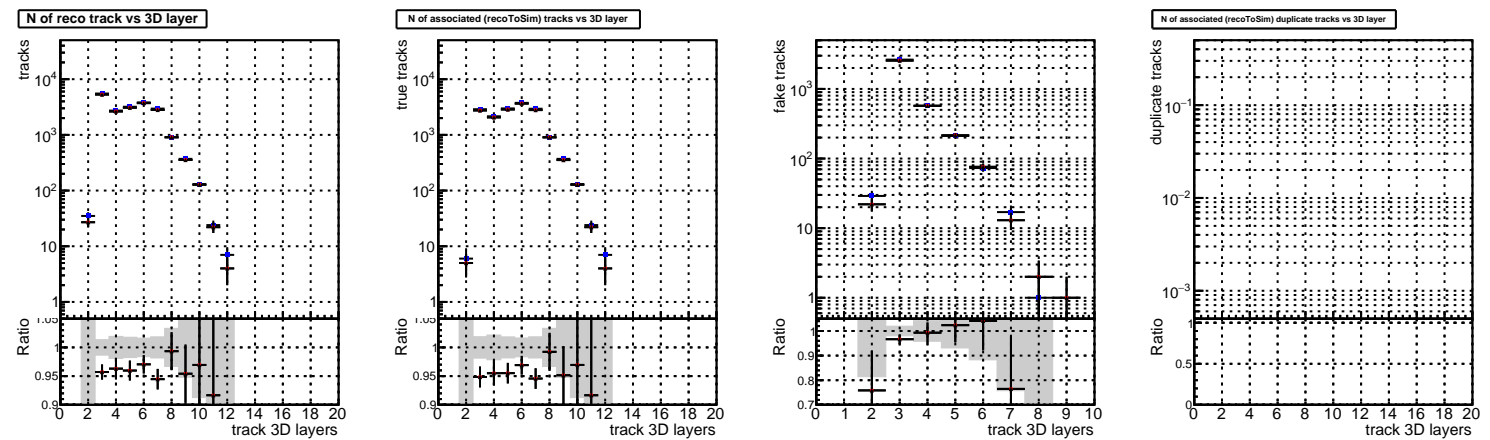 N of reco track vs 3D layer
tracks
10⁴
10³
10²
10
1
Ratio
1.05
1
0.95
0.9
0 2 4 6 8 10 12 14 16 18 20
track 3D layers
N of associated (recoToSim) tracks vs 3D layer
true tracks
10⁴
10³
10²
10
1
Ratio
1.05
1
0.95
0.9
0 2 4 6 8 10 12 14 16 18 20
track 3D layers
fake tracks
10³
10²
10
1
Ratio
1
0.9
0.8
0.7
0 1 2 3 4 5 6 7 8 9 10
track 3D layers
N of associated (recoToSim) duplicate tracks vs 3D layer
duplicate tracks
10⁻¹
10⁻²
10⁻³
Ratio
1
0.5
0
0 2 4 6 8 10 12 14 16 18 20
track 3D layers